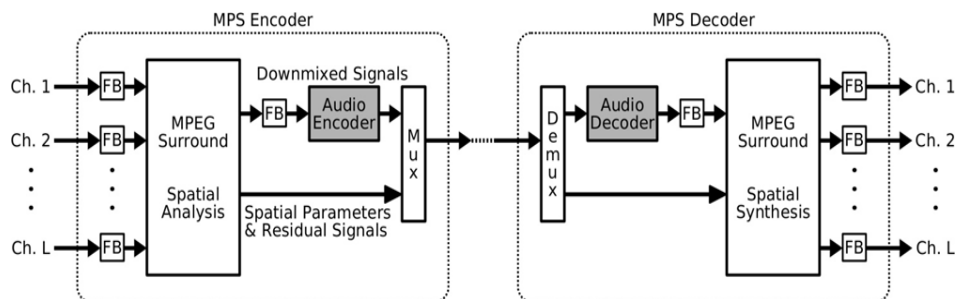 MPS Encoder
MPS Decoder
Ch. 1
FB
Downmixed Signals
FB
Audio
Encoder
Audio
Decoder
FB
FB
Ch. 1
Ch. 2
FB
MPEG
Surround
Spatial
Analysis
Mux
Demux
MPEG
Surround
Spatial
Synthesis
FB
Ch. 2
Spatial Parameters
& Residual Signals
Ch. L
FB
FB
Ch. L